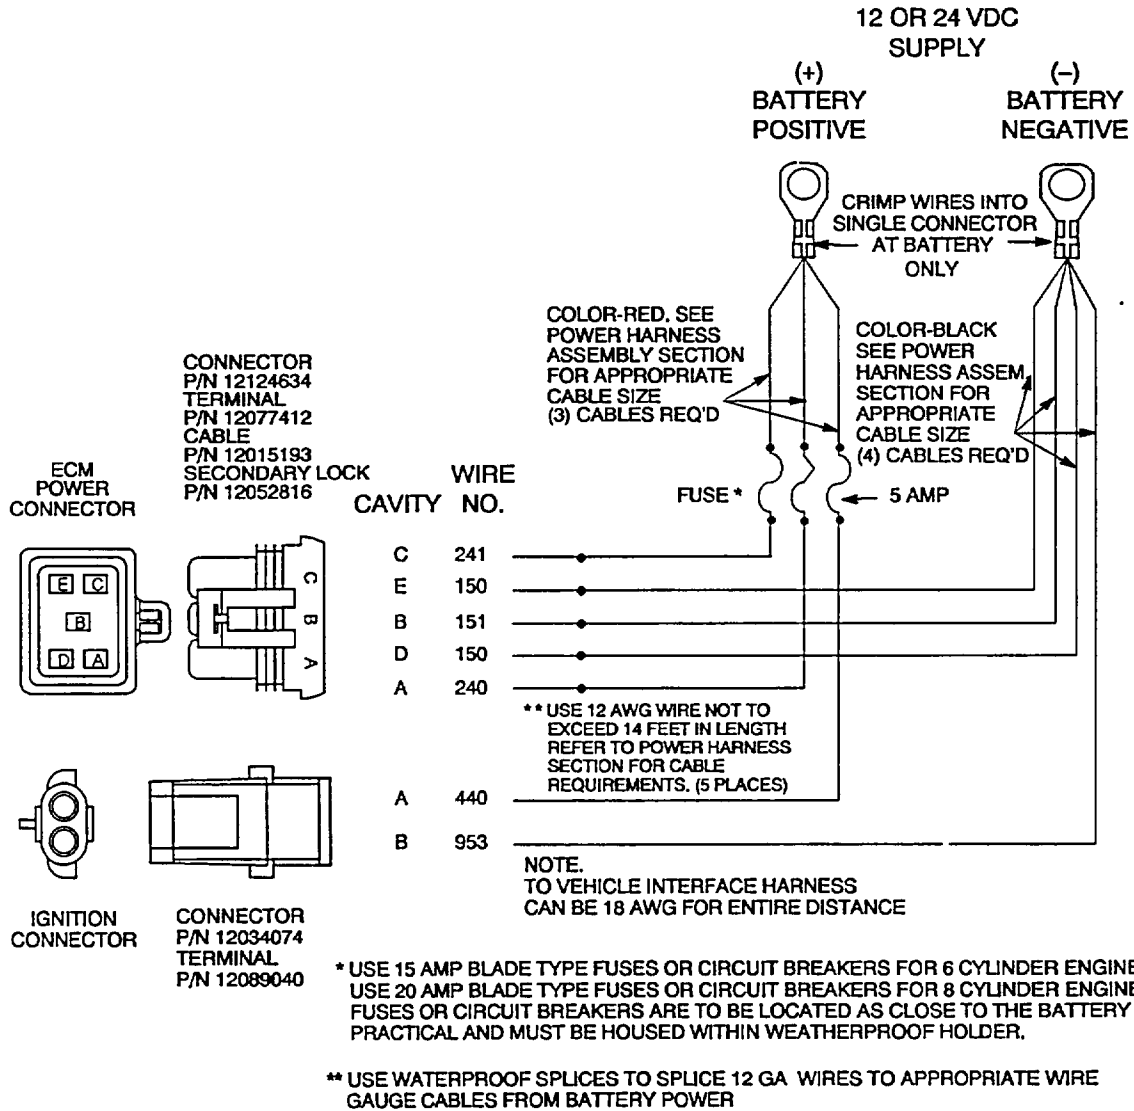 12 OR 24 VDC
SUPPLY
(+)
BATTERY
POSITIVE
(–)
BATTERY
NEGATIVE
CRIMP WIRES INTO
SINGLE CONNECTOR
AT BATTERY
ONLY
COLOR-RED. SEE
POWER HARNESS
ASSEMBLY SECTION
FOR APPROPRIATE
CABLE SIZE
(3) CABLES REQ'D
COLOR-BLACK
SEE POWER
HARNESS ASSEM.
SECTION FOR
APPROPRIATE
CABLE SIZE
(4) CABLES REQ'D
CONNECTOR
P/N 12124634
TERMINAL
P/N 12077412
CABLE
P/N 12015193
SECONDARY LOCK
P/N 12052816
ECM
POWER
CONNECTOR
CAVITY
WIRE
NO.
FUSE *
5 AMP
E C
B
D A
C
B
A
C 241
E 150
B 151
D 150
A 240
** USE 12 AWG WIRE NOT TO
EXCEED 14 FEET IN LENGTH
REFER TO POWER HARNESS
SECTION FOR CABLE
REQUIREMENTS. (5 PLACES)
A 440
B 953
NOTE.
TO VEHICLE INTERFACE HARNESS
CAN BE 18 AWG FOR ENTIRE DISTANCE
IGNITION
CONNECTOR
CONNECTOR
P/N 12034074
TERMINAL
P/N 12089040
* USE 15 AMP BLADE TYPE FUSES OR CIRCUIT BREAKERS FOR 6 CYLINDER ENGINE
USE 20 AMP BLADE TYPE FUSES OR CIRCUIT BREAKERS FOR 8 CYLINDER ENGINE
FUSES OR CIRCUIT BREAKERS ARE TO BE LOCATED AS CLOSE TO THE BATTERY
PRACTICAL AND MUST BE HOUSED WITHIN WEATHERPROOF HOLDER.
** USE WATERPROOF SPLICES TO SPLICE 12 GA WIRES TO APPROPRIATE WIRE
GAUGE CABLES FROM BATTERY POWER